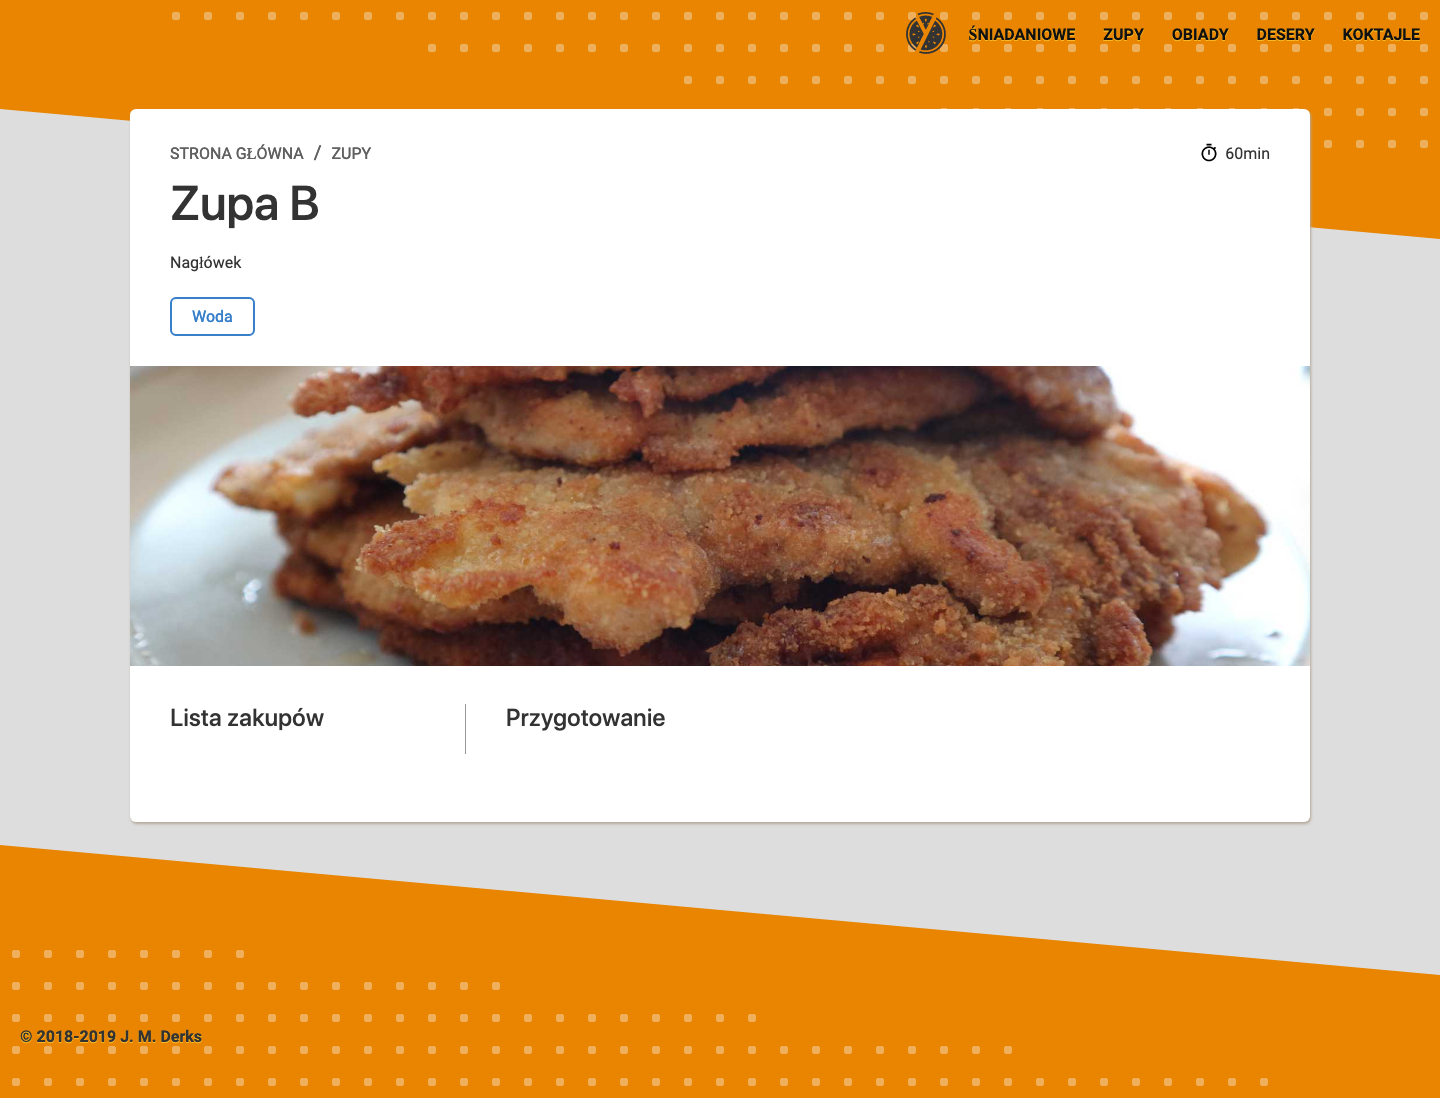 ŚNIADANIOWE ZUPY OBIADY DESERY KOKTAJLE
STRONA GŁÓWNA / ZUPY
60min
Zupa B
Nagłówek
Woda
Lista zakupów
Przygotowanie
© 2018-2019 J. M. Derks